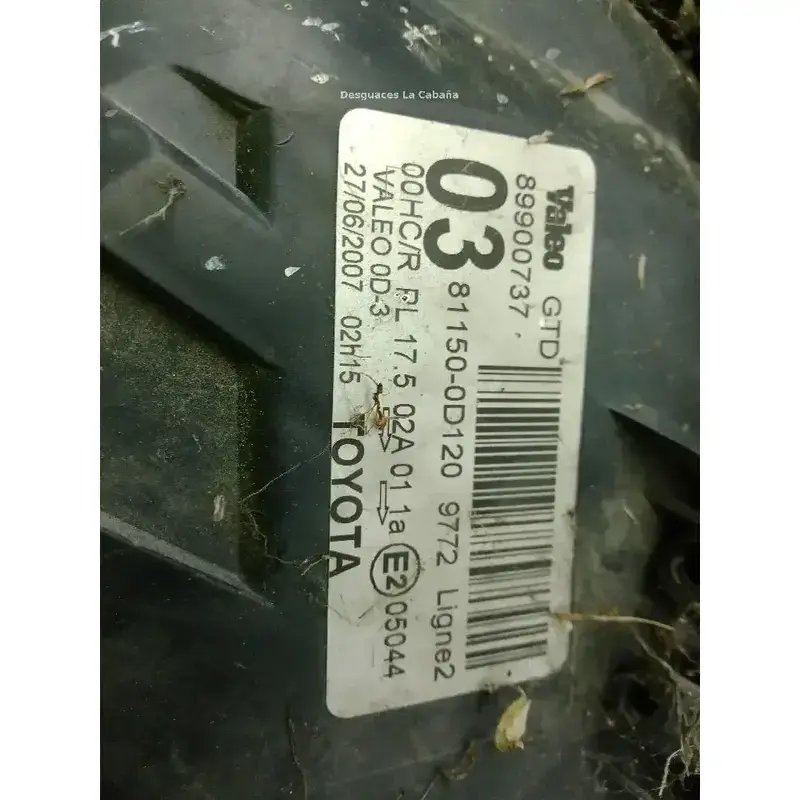 Desguaces La Cabaña
Valeo GTD
89900737
03 81150-0D120 9772 Ligne2
00HC/R PL 17.5 02A 01 1a E2 05044
VALEO 0D-3
27/06/2007 02h15 TOYOTA